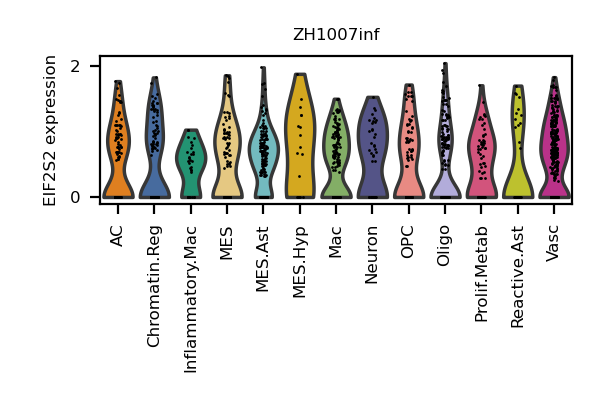 ZH1007inf
EIF2S2 expression
2
0
AC
Chromatin.Reg
Inflammatory.Mac
MES
MES.Ast
MES.Hyp
Mac
Neuron
OPC
Oligo
Prolif.Metab
Reactive.Ast
Vasc